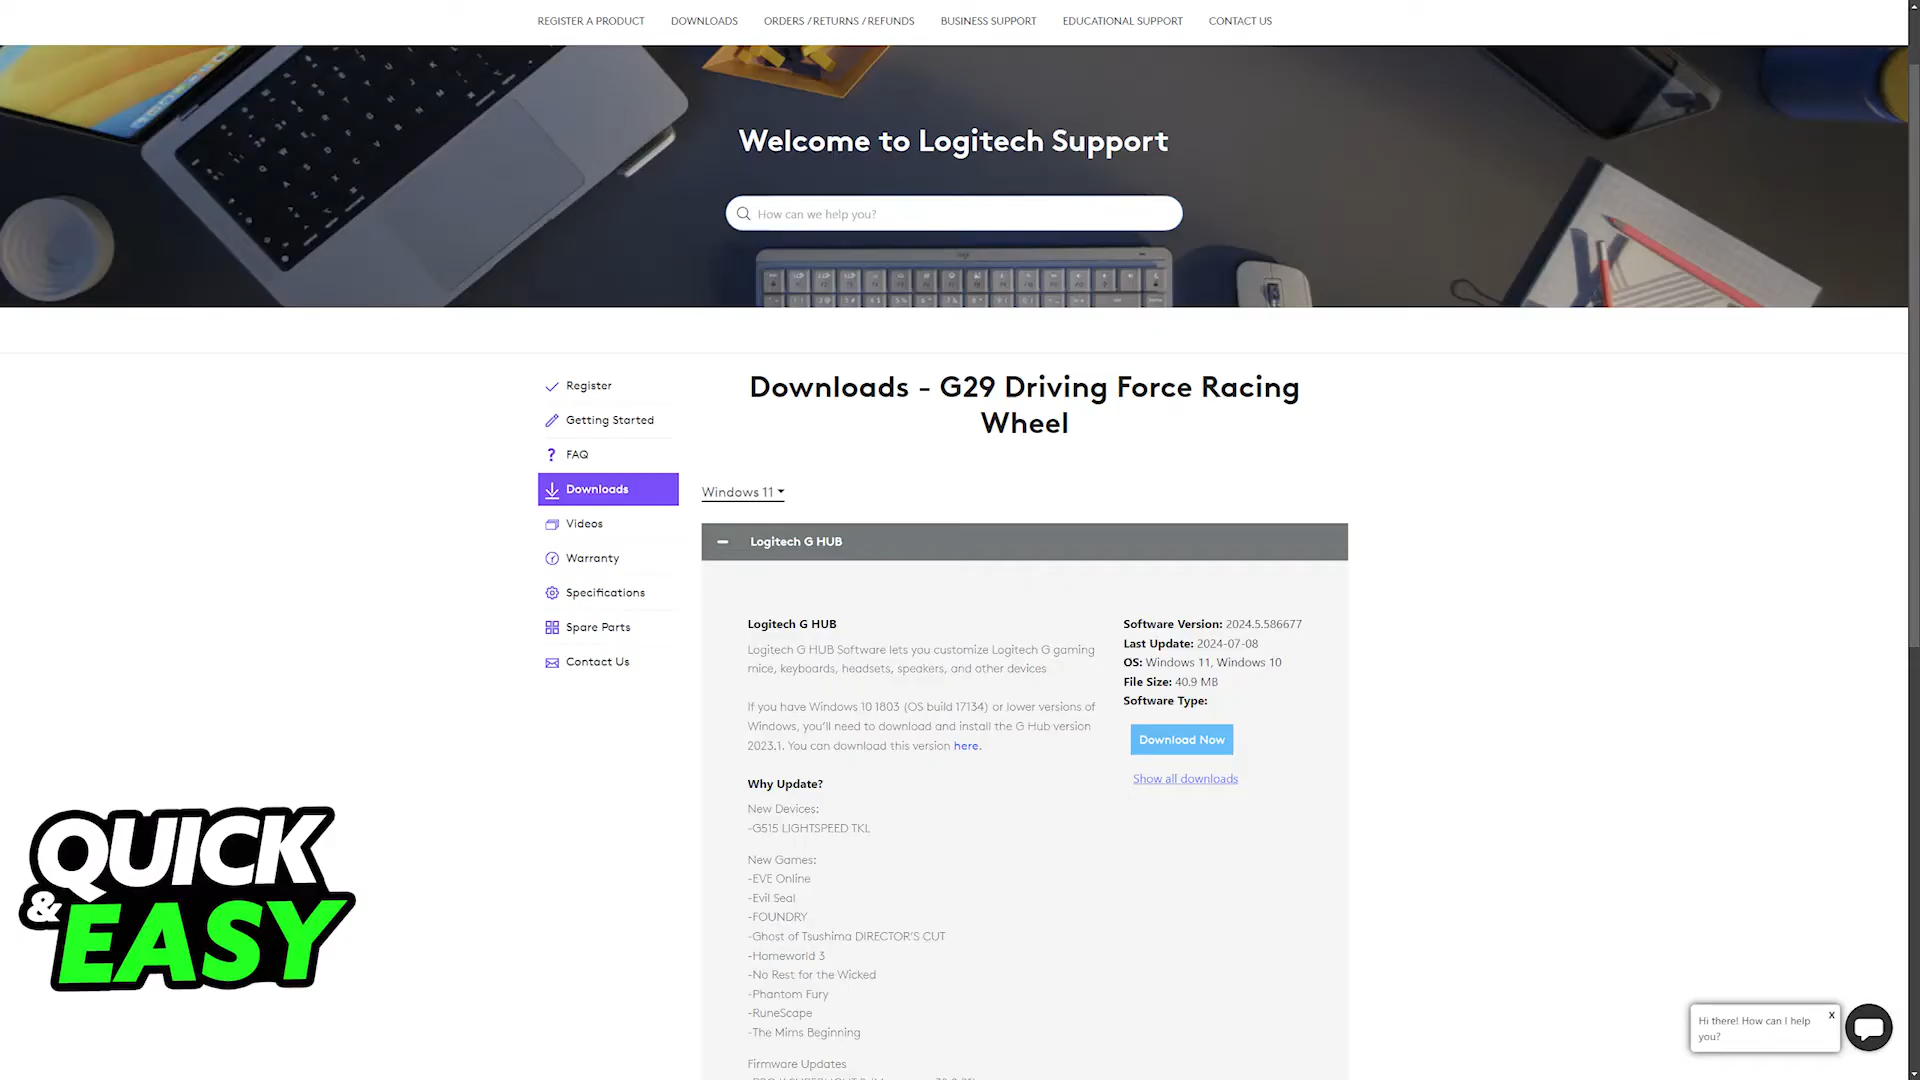 REGISTER A PRODUCT DOWNLOADS ORDERS / RETURNS / REFUNDS BUSINESS SUPPORT EDUCATIONAL SUPPORT CONTACT US
Welcome to Logitech Support
How can we help you?
Register
Getting Started
FAQ
Downloads
Videos
Warranty
Specifications
Spare Parts
Contact Us
Downloads - G29 Driving Force Racing
Wheel
Windows 11
Logitech G HUB
Logitech G HUB
Logitech G HUB Software lets you customize Logitech G gaming
mice, keyboards, headsets, speakers, and other devices
If you have Windows 10 1803 (OS build 17134) or lower versions of
Windows, you'll need to download and install the G Hub version
2023.1. You can download this version here.
Why Update?
New Devices:
-G515 LIGHTSPEED TKL
New Games:
-EVE Online
-Evil Seal
-FOUNDRY
-Ghost of Tsushima DIRECTOR'S CUT
-Homeworld 3
-No Rest for the Wicked
-Phantom Fury
-RuneScape
-The Mims Beginning
Firmware Updates
Software Version: 2024.5.586677
Last Update: 2024-07-08
OS: Windows 11, Windows 10
File Size: 40.9 MB
Software Type:
Download Now
Show all downloads
QUICK
& EASY
Hi there! How can I help
you?
x